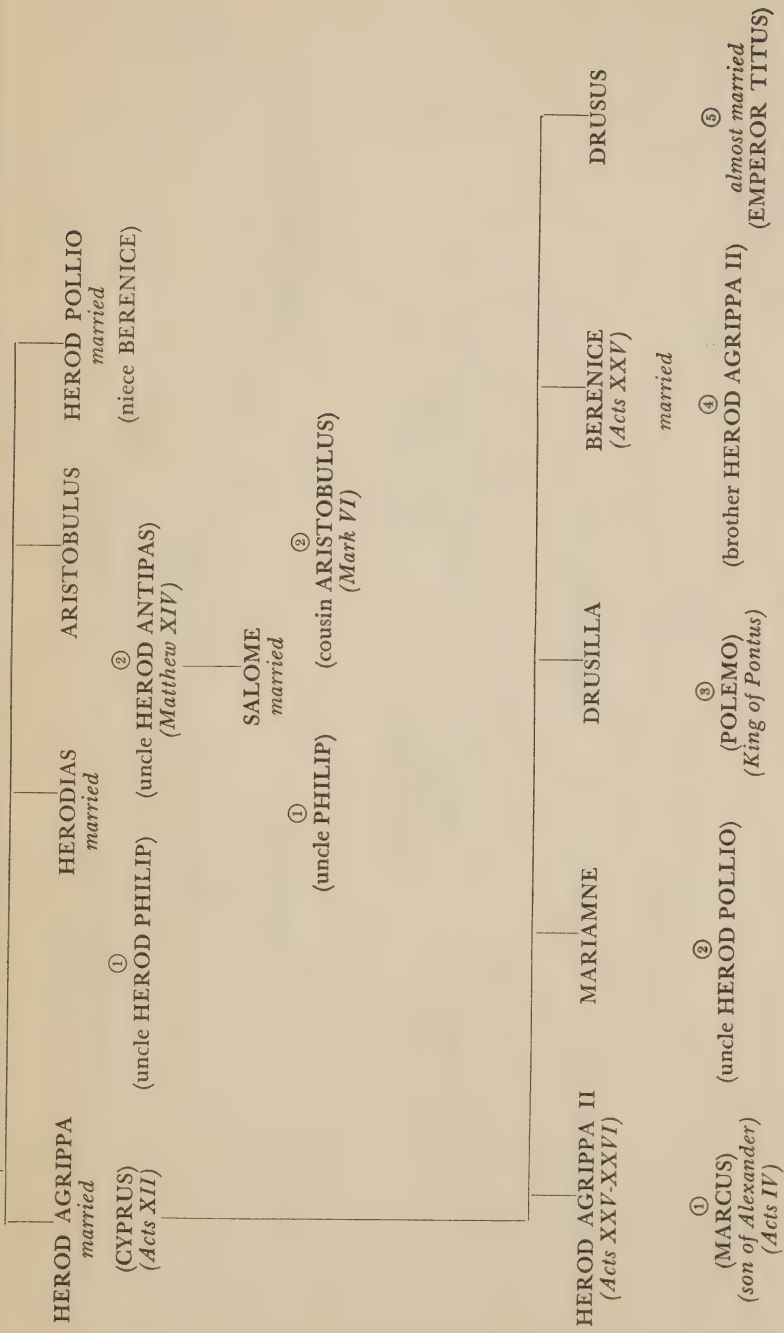 HEROD AGRIPPA
married
(CYPRUS)
(Acts XII)
HERODIAS
married
①
(uncle HEROD PHILIP)
②
(uncle HEROD ANTIPAS)
(Matthew XIV)
ARISTOBULUS
HEROD POLLIO
married
(niece BERENICE)
SALOME
married
①
(uncle PHILIP)
②
(cousin ARISTOBULUS)
(Mark VI)
HEROD AGRIPPA II
(Acts XXV-XXVI)
MARIAMNE
DRUSILLA
BERENICE
(Acts XXV)
married
DRUSUS
①
(MARCUS)
(son of Alexander)
(Acts IV)
②
(uncle HEROD POLLIO)
③
(POLEMO)
(King of Pontus)
④
(brother HEROD AGRIPPA II)
⑤
almost married
(EMPEROR TITUS)